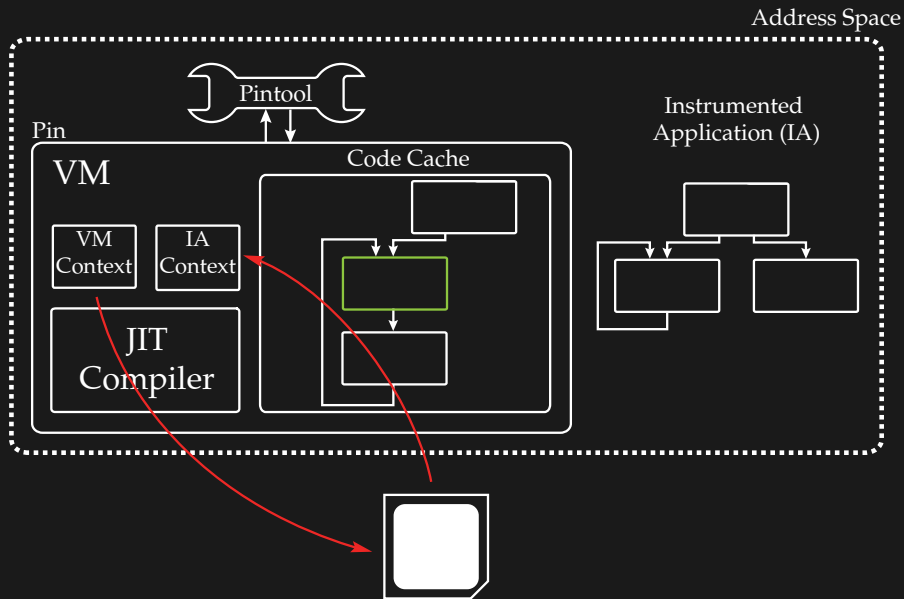 Address Space
Pintool
Instrumented
Application (IA)
Pin
VM
Code Cache
VM
Context
IA
Context
JIT
Compiler